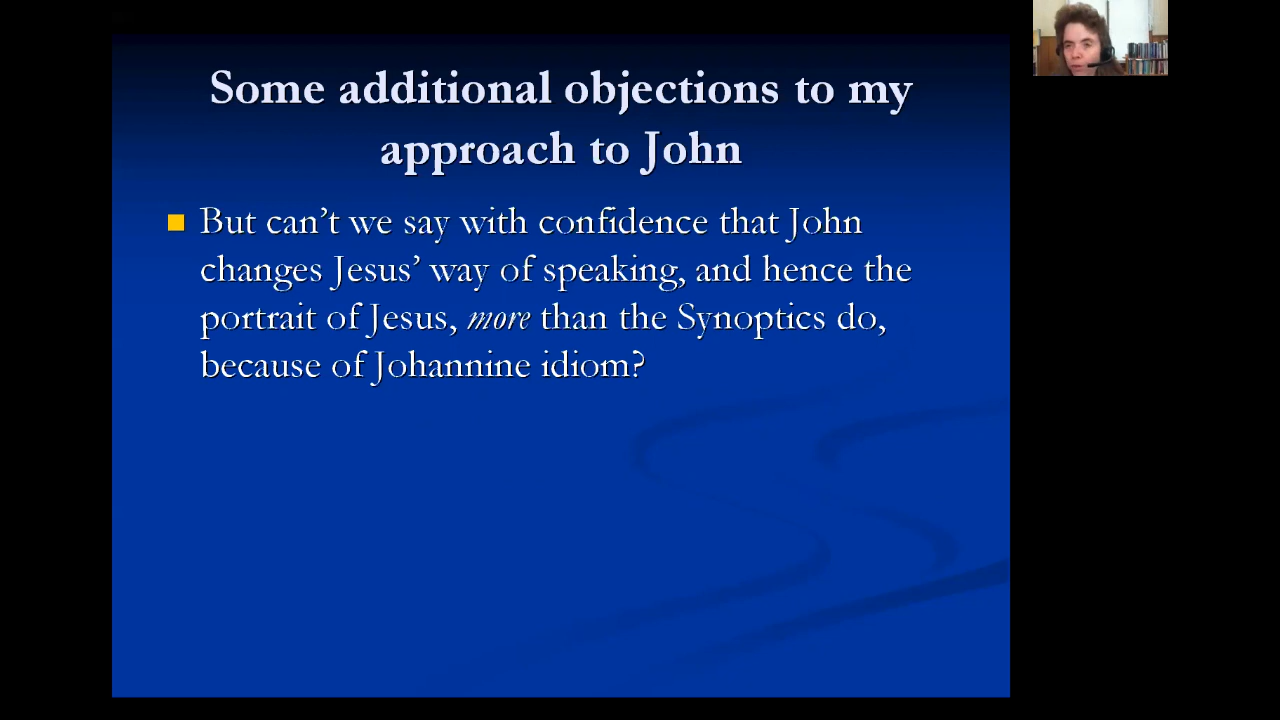 Some additional objections to my
approach to John
But can’t we say with confidence that John
changes Jesus’ way of speaking, and hence the
portrait of Jesus, more than the Synoptics do,
because of Johannine idiom?